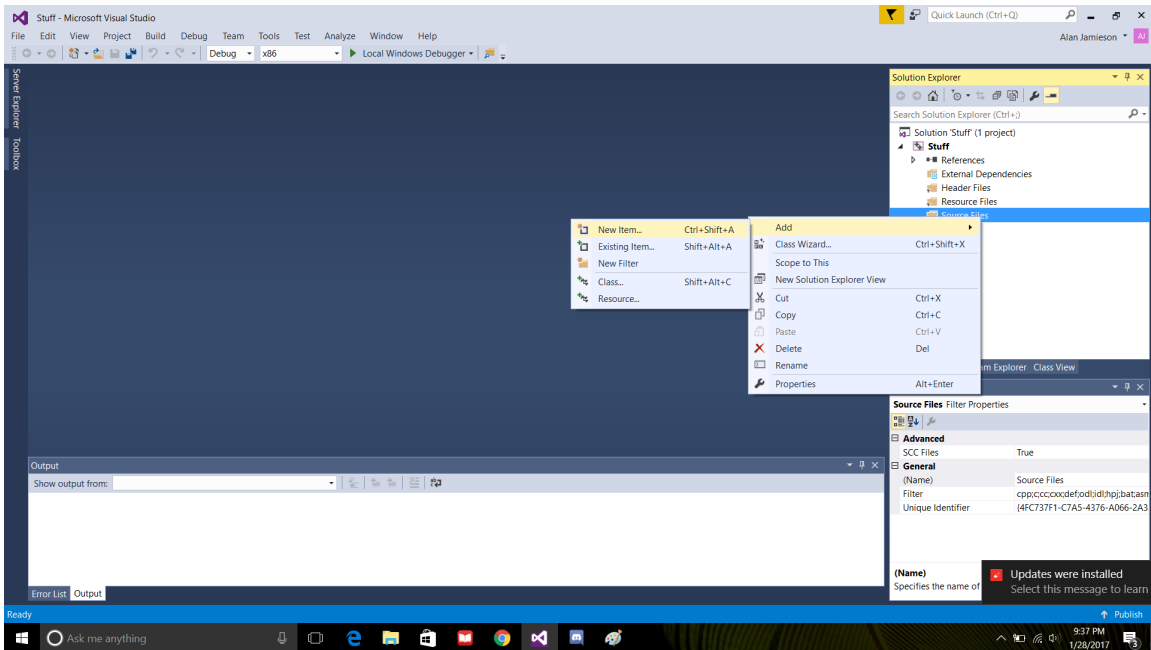 Stuff - Microsoft Visual Studio
Quick Launch (Ctrl+Q)
File Edit View Project Build Debug Team Tools Test Analyze Window Help
Alan Jamieson AJ
Debug x86 Local Windows Debugger
Server Explorer
Toolbox
Solution Explorer
Search Solution Explorer (Ctrl+;)
Solution 'Stuff' (1 project)
Stuff
References
External Dependencies
Header Files
Resource Files
Source Files
New Item... Ctrl+Shift+A
Existing Item... Shift+Alt+A
New Filter
Class... Shift+Alt+C
Resource...
Add
Class Wizard... Ctrl+Shift+X
Scope to This
New Solution Explorer View
Cut Ctrl+X
Copy Ctrl+C
Paste Ctrl+V
Delete Del
Rename
Properties Alt+Enter
Explorer Class View
Source Files Filter Properties
Advanced
SCC Files True
General
(Name) Source Files
Filter cpp;c;cc;cxx;def;odl;idl;hpj;bat;asm
Unique Identifier {4FC737F1-C7A5-4376-A066-2A3
(Name)
Specifies the name of
Output
Show output from:
Error List Output
Updates were installed
Select this message to learn
Ready
Publish
Ask me anything
9:37 PM
1/28/2017
3